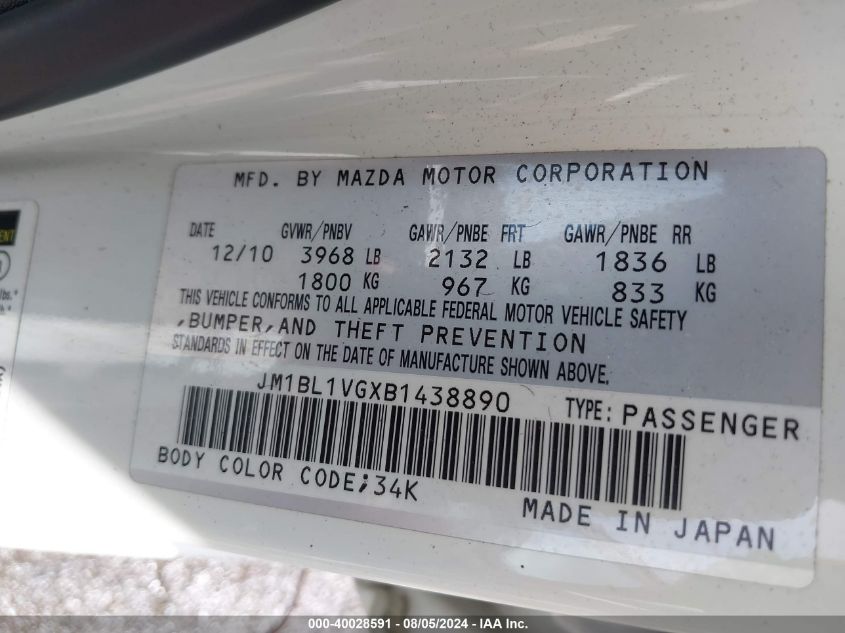 MFD. BY MAZDA MOTOR CORPORATION
DATE GVWR/PNBV GAWR/PNBE FRT GAWR/PNBE RR
12/10 3968 LB 2132 LB 1836 LB
1800 KG 967 KG 833 KG
THIS VEHICLE CONFORMS TO ALL APPLICABLE FEDERAL MOTOR VEHICLE SAFETY
,BUMPER,AND THEFT PREVENTION
STANDARDS IN EFFECT ON THE DATE OF MANUFACTURE SHOWN ABOVE.
JM1BL1VGXB1438890 TYPE: PASSENGER
BODY COLOR CODE;34K
MADE IN JAPAN
lbs.*
000-40028591 - 08/05/2024 - IAA Inc.